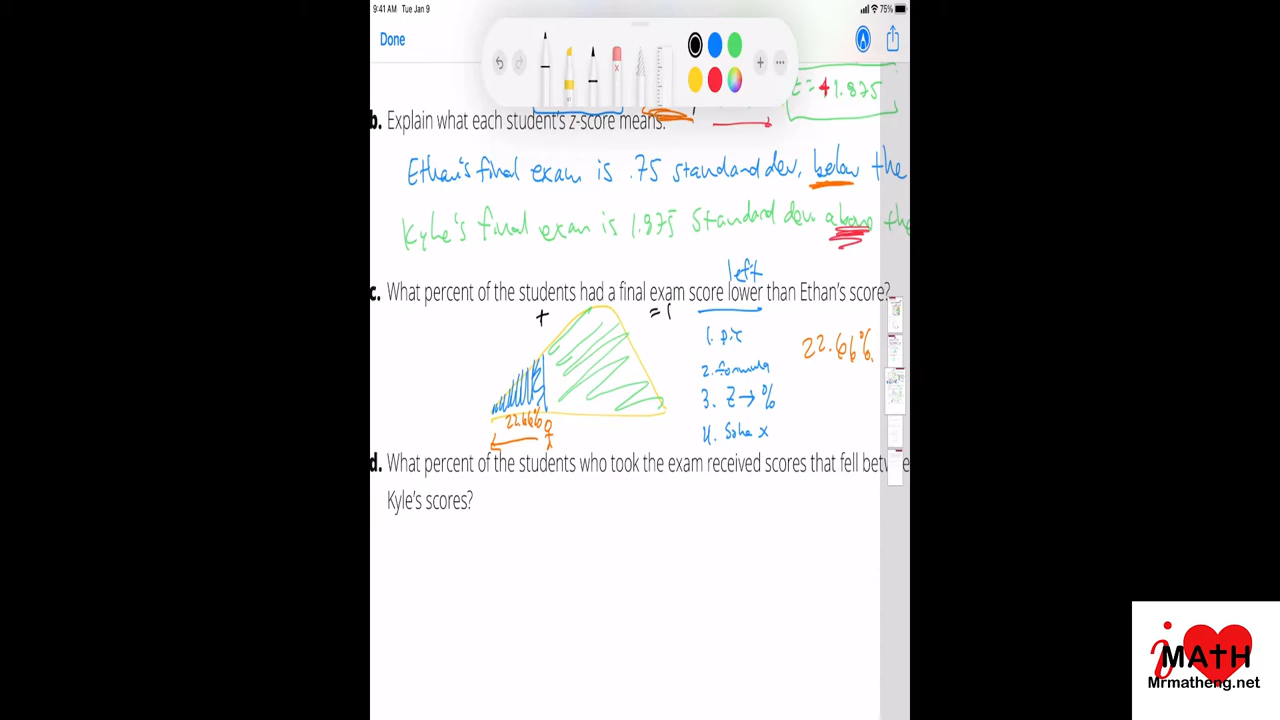 9:41 AM Tue Jan 9
75%
Done
z = +1.875
b. Explain what each student's z-score means.
Ethan's final exam is .75 standard dev. below the
Kyle's final exam is 1.875 standard dev above the
left
c. What percent of the students had a final exam score lower than Ethan's score?
+
1. pic
22.66%
2. formula
3. Z → %
22.66%
4. Solve x
d. What percent of the students who took the exam received scores that fell betwe
Kyle's scores?
iMATH
Mrmatheng.net